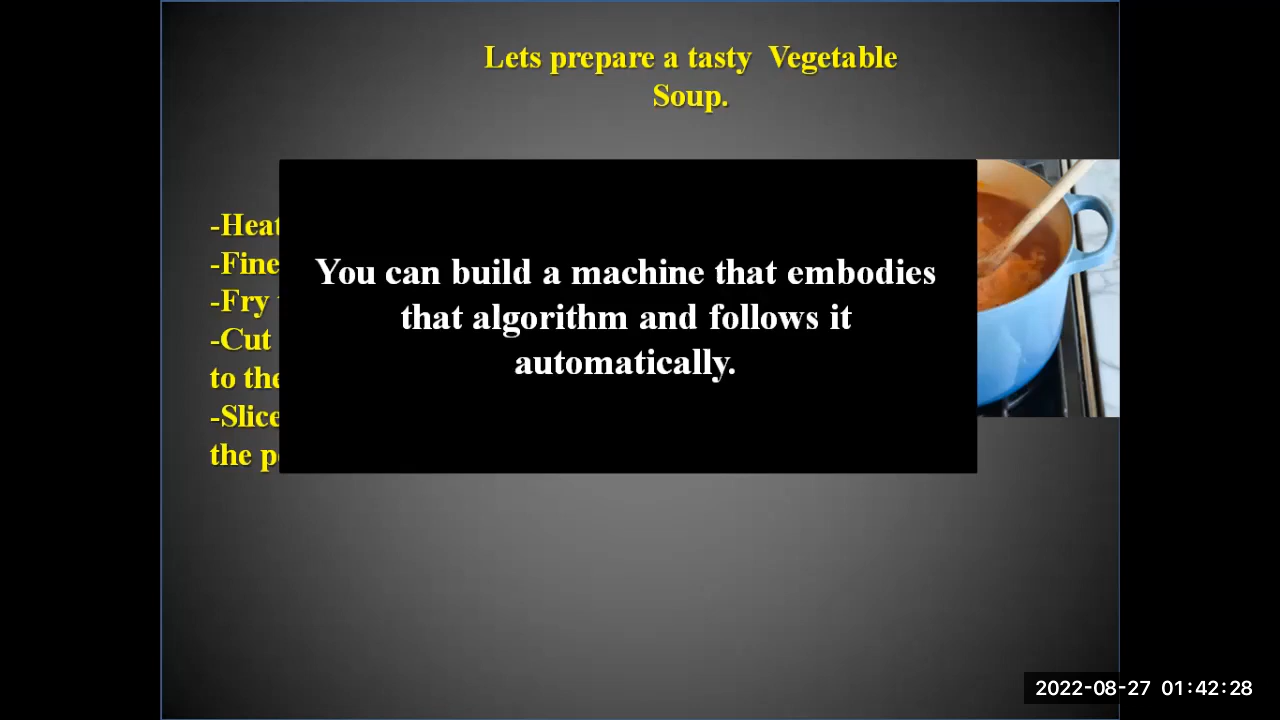 Lets prepare a tasty Vegetable
Soup.
-Heat
-Fine
-Fry
-Cut
to the
-Slice
the
You can build a machine that embodies
that algorithm and follows it
automatically.
2022-08-27 01:42:28